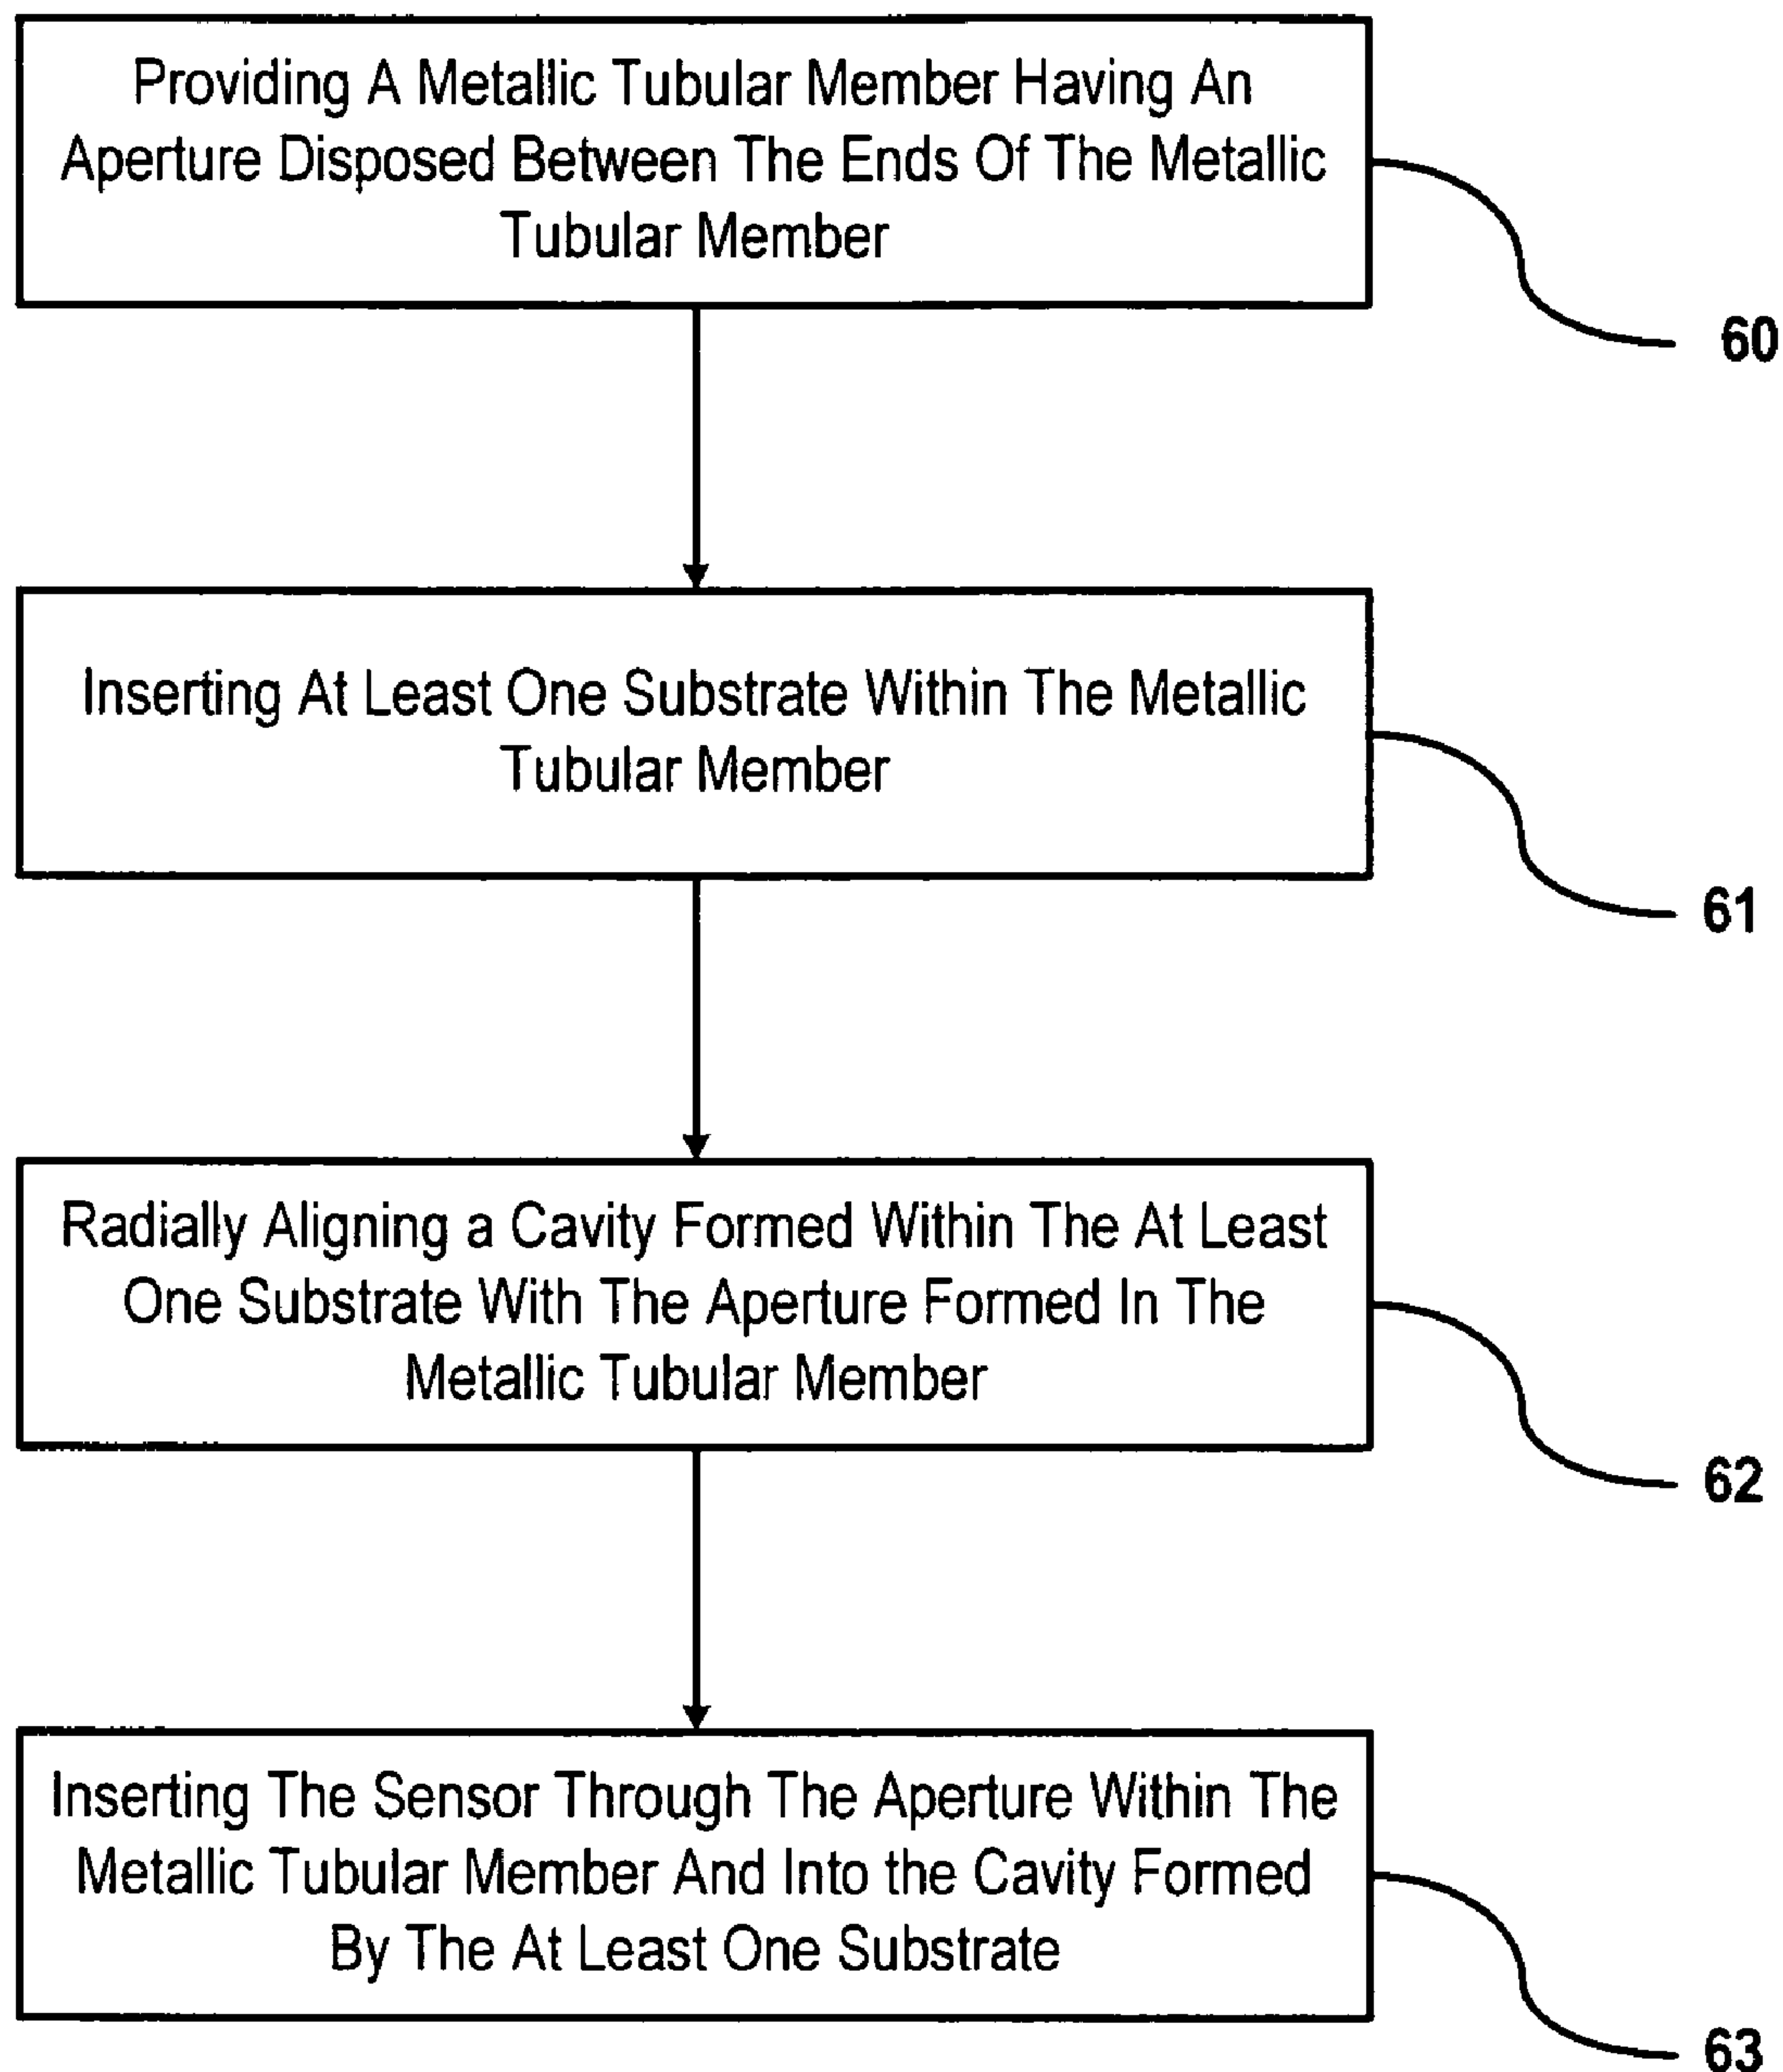 Providing A Metallic Tubular Member Having An
Aperture Disposed Between The Ends Of The Metallic
Tubular Member
60
Inserting At Least One Substrate Within The Metallic
Tubular Member
61
Radially Aligning a Cavity Formed Within The At Least
One Substrate With The Aperture Formed In The
Metallic Tubular Member
62
Inserting The Sensor Through The Aperture Within The
Metallic Tubular Member And Into the Cavity Formed
By The At Least One Substrate
63